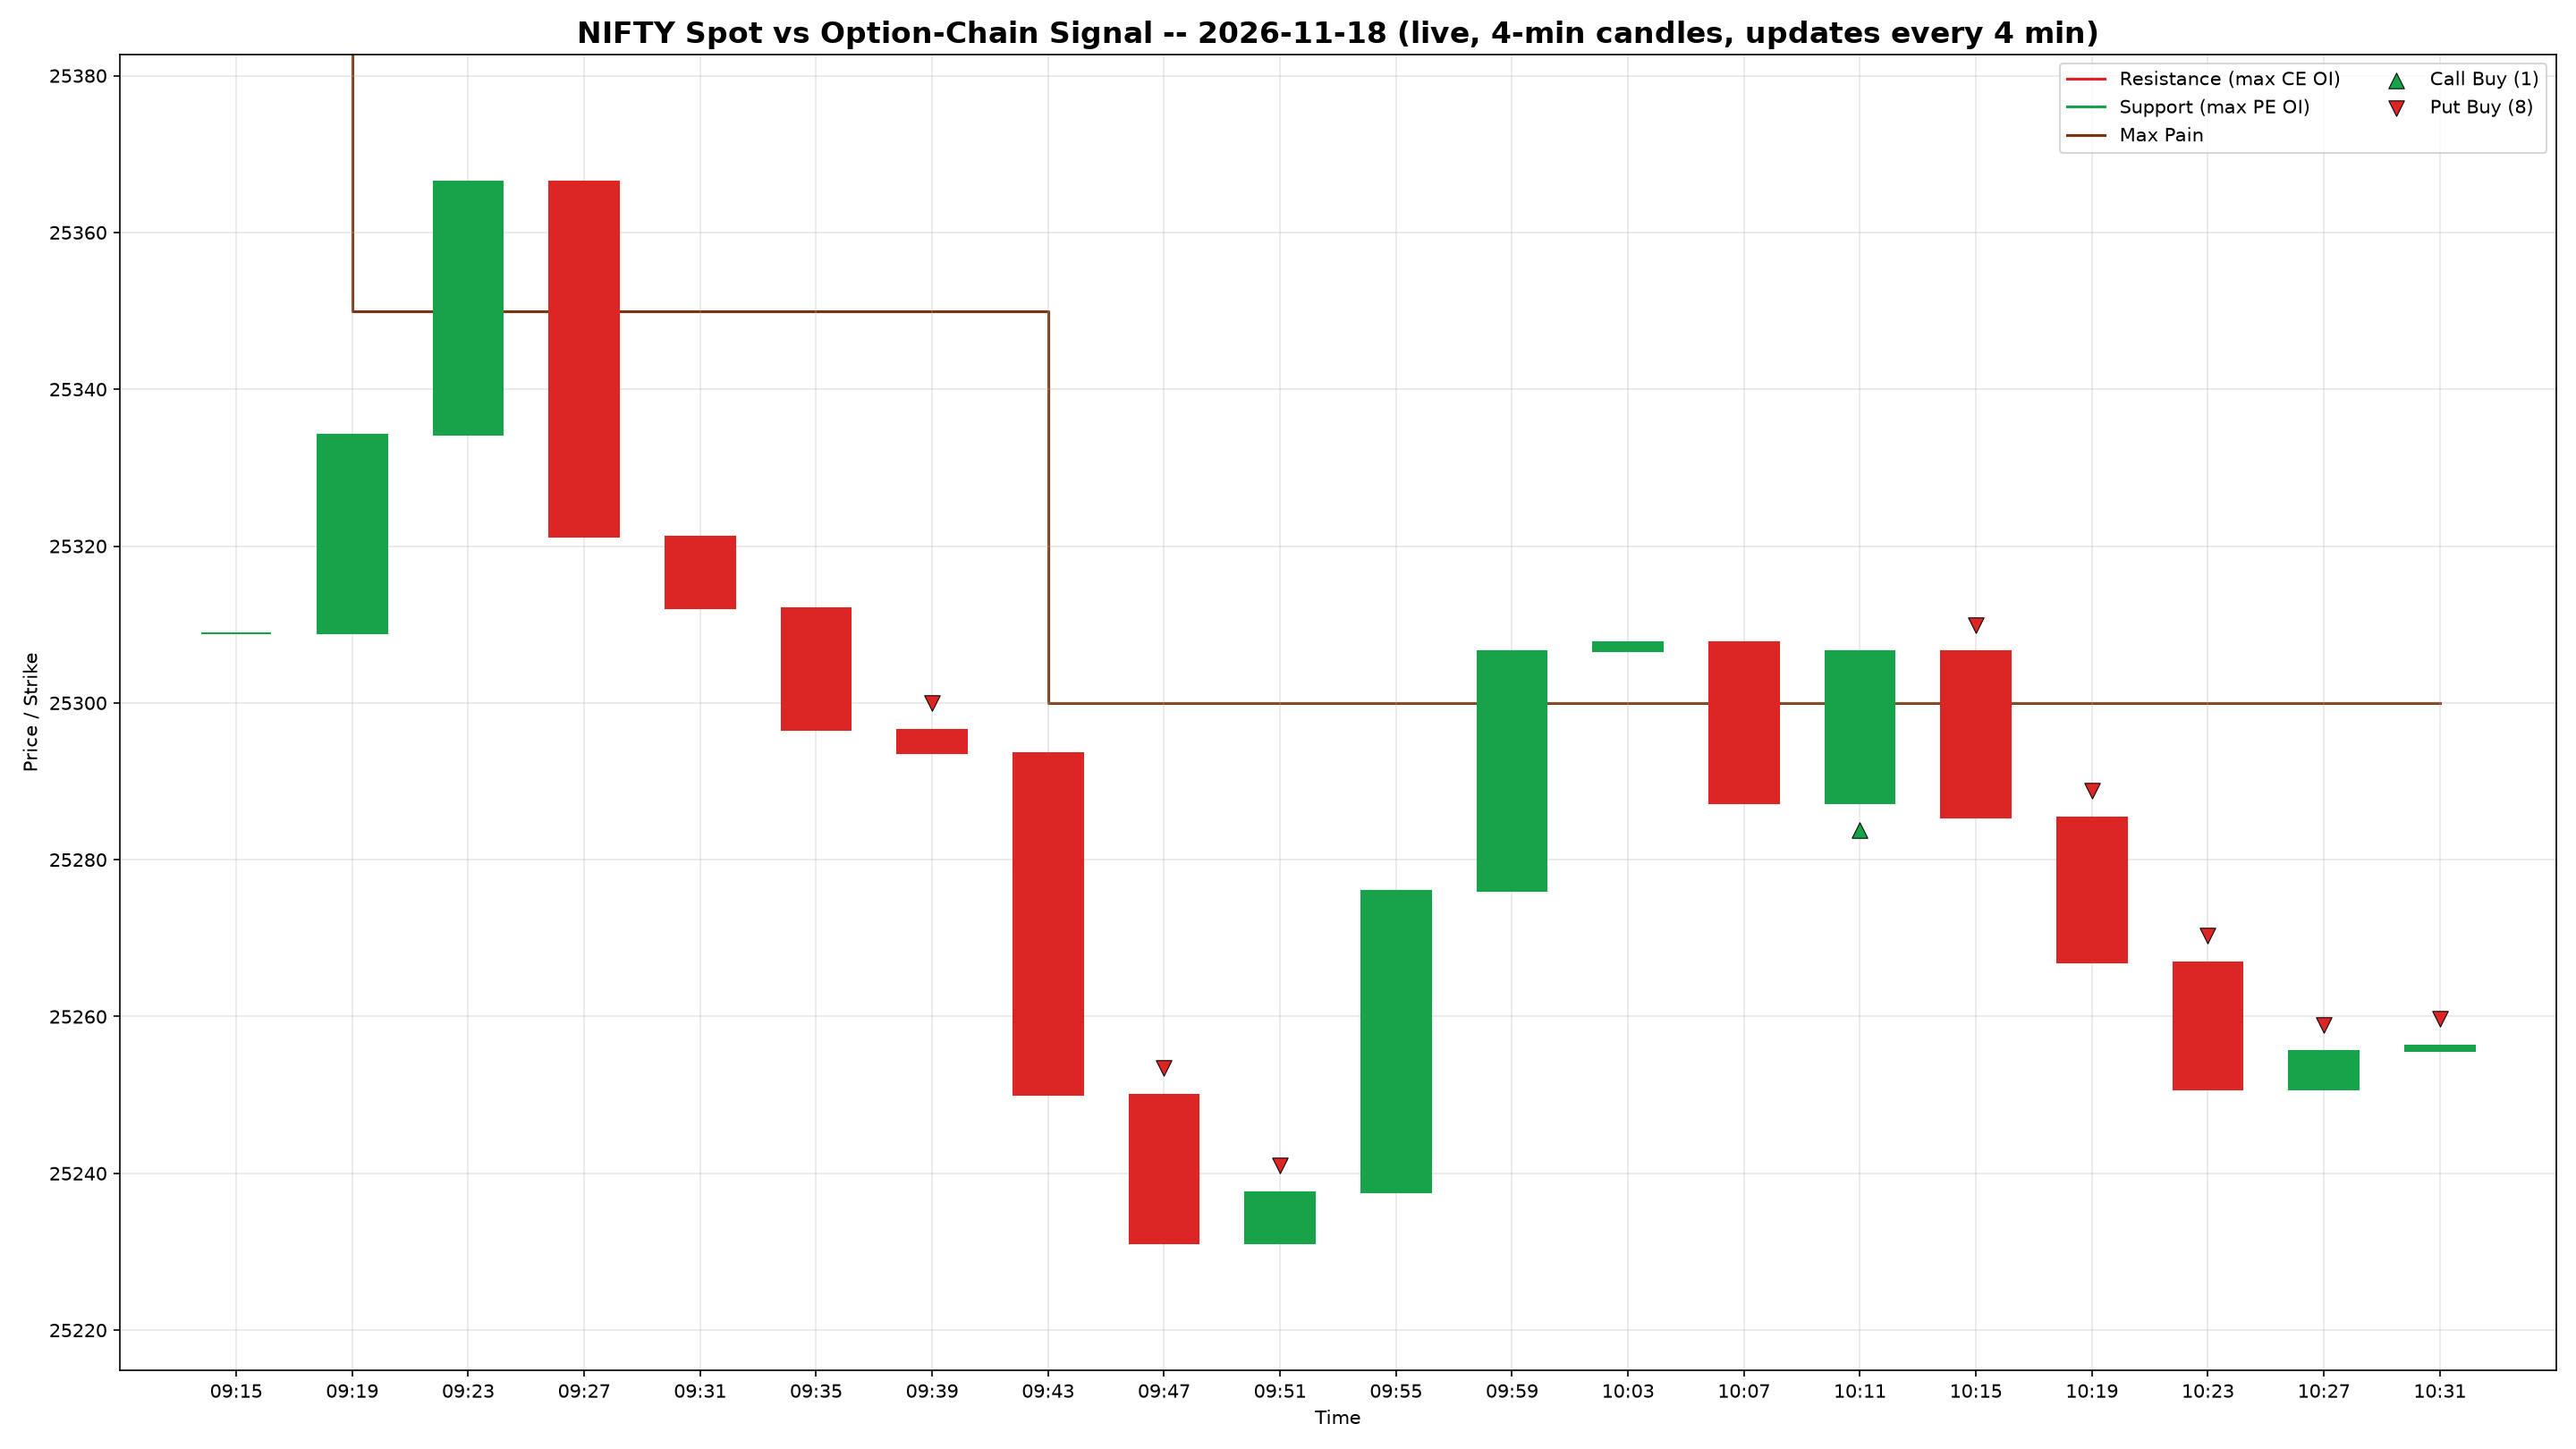 NIFTY Spot vs Option-Chain Signal -- 2026-11-18 (live, 4-min candles, updates every 4 min)
Resistance (max CE OI)
Support (max PE OI)
Max Pain
Call Buy (1)
Put Buy (8)
Price / Strike
25380
25360
25340
25320
25300
25280
25260
25240
25220
09:15 09:19 09:23 09:27 09:31 09:35 09:39 09:43 09:47 09:51 09:55 09:59 10:03 10:07 10:11 10:15 10:19 10:23 10:27 10:31
Time